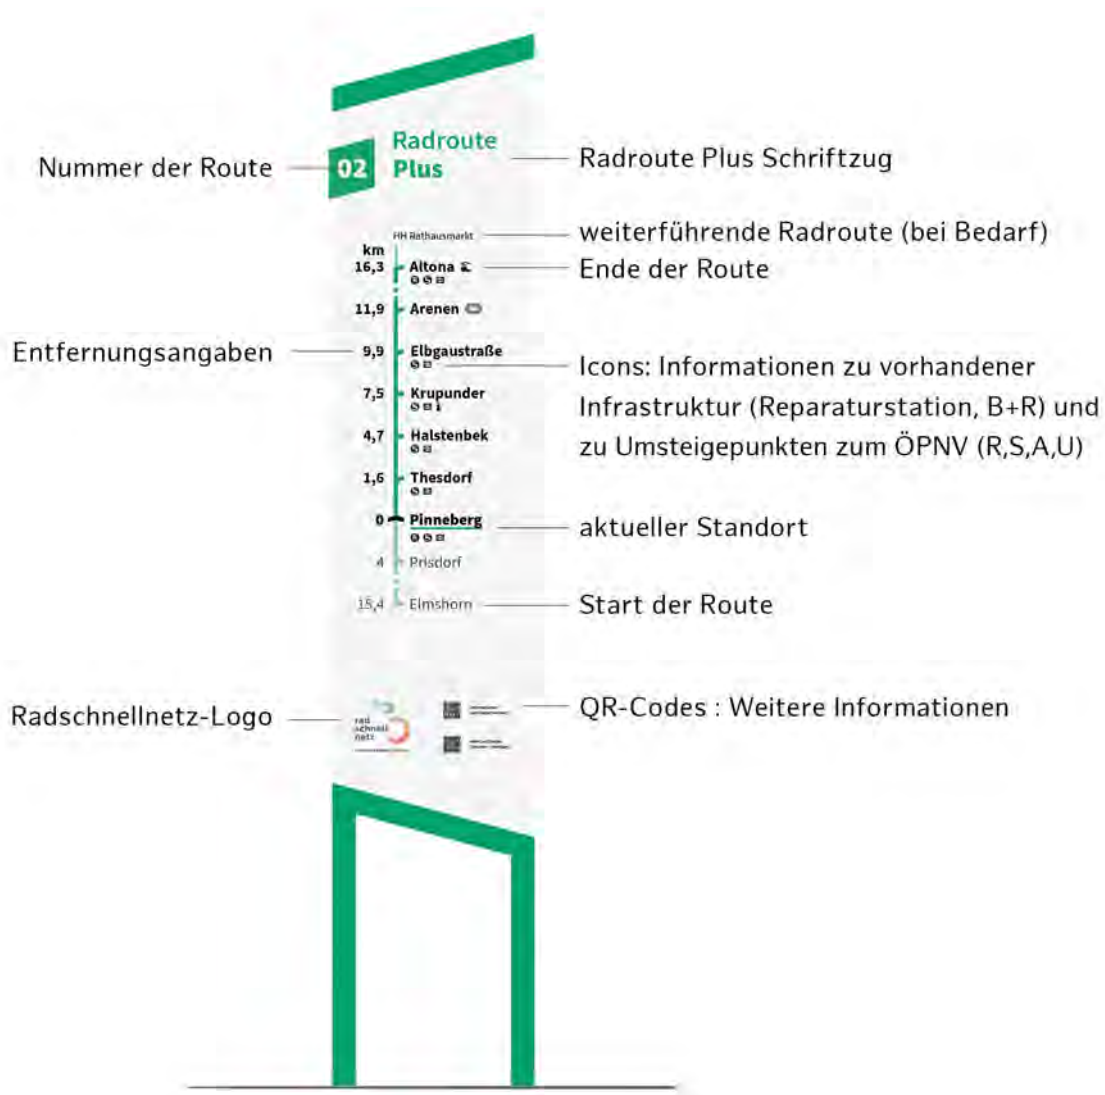 Radroute
Plus
Nummer der Route
02
Radroute Plus Schriftzug
HH Rathausmarkt
weiterführende Radroute (bei Bedarf)
km
16,3 Altona
Ende der Route
11,9 Arenen
Entfernungsangaben
9,9 Elbgaustraße
Icons: Informationen zu vorhandener
Infrastruktur (Reparaturstation, B+R) und
zu Umsteigepunkten zum ÖPNV (R,S,A,U)
7,5 Krupunder
4,7 Halstenbek
1,6 Thesdorf
0 Pinneberg
aktueller Standort
4 Prisdorf
15,4 Elmshorn
Start der Route
Radschnellnetz-Logo
rad
schnell
netz
QR-Codes : Weitere Informationen